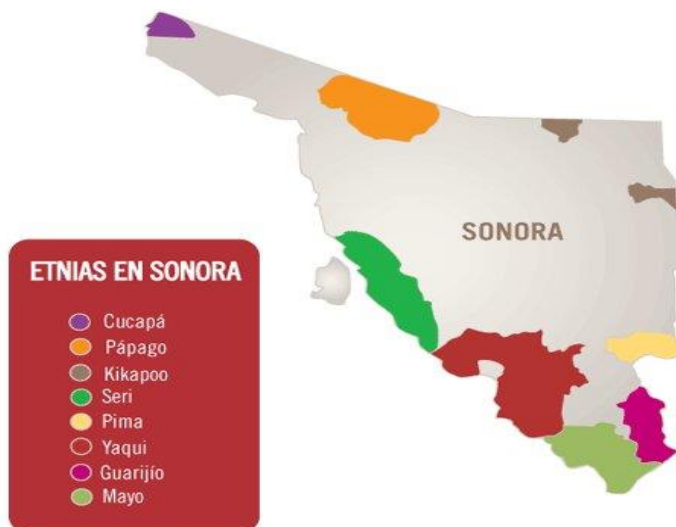 SONORA
ETNIAS EN SONORA
Cucapá
Pápago
Kikapoo
Seri
Pima
Yaqui
Guarijío
Mayo